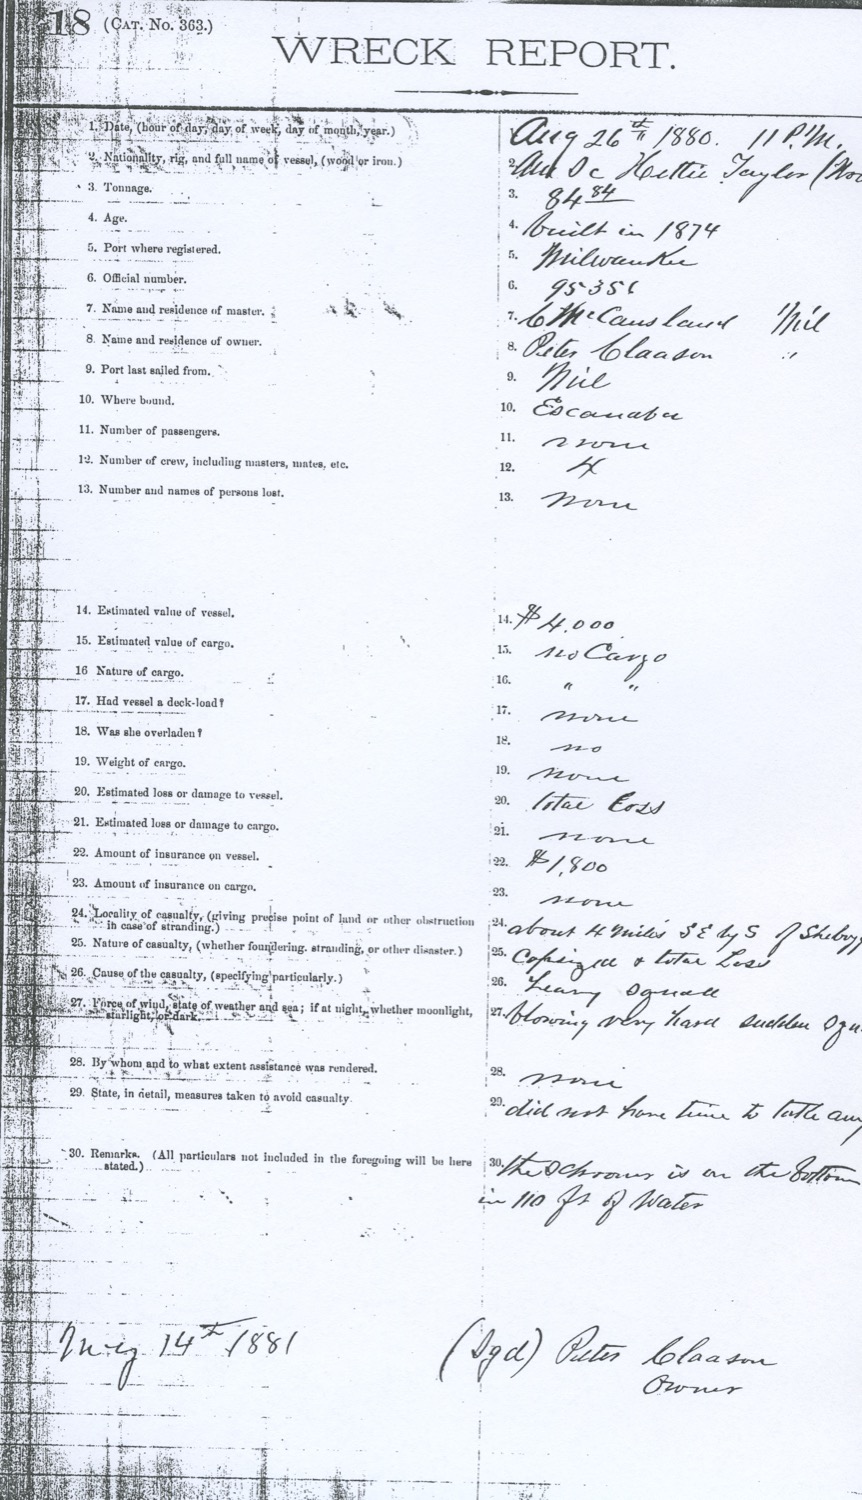 18 (CAT. NO. 363.)
WRECK REPORT.
1. Date, (hour of day, day of week, day of month, year.) Aug 26th 1880. 11 P.M.
2. Nationality, rig, and full name of vessel, (wood or iron.) 2. Am Sc Hettie Taylor (Woo
3. Tonnage. 3. 84 84
4. Age. 4. built in 1874
5. Port where registered. 5. Milwaukee
6. Official number. 6. 95351
7. Name and residence of master. 7. C McCausland Mil
8. Name and residence of owner. 8. Peter Claason "
9. Port last sailed from. 9. Mil
10. Where bound. 10. Escanaba
11. Number of passengers. 11. none
12. Number of crew, including masters, mates, etc. 12. 4
13. Number and names of persons lost. 13. none
14. Estimated value of vessel. 14. $4.000
15. Estimated value of cargo. 15. no Cargo
16 Nature of cargo. 16. " "
17. Had vessel a deck-load? 17. none
18. Was she overladen? 18. no
19. Weight of cargo. 19. none
20. Estimated loss or damage to vessel. 20. total Loss
21. Estimated loss or damage to cargo. 21. none
22. Amount of insurance on vessel. 22. $1,800
23. Amount of insurance on cargo. 23. none
24. Locality of casualty, (giving precise point of land or other obstruction 24. about 4 miles S E by S of Sheboyg
in case of stranding.)
25. Nature of casualty, (whether foundering, stranding, or other disaster.) 25. Capsized & total Loss
26. Cause of the casualty, (specifying particularly.) 26. heavy squall
27. Force of wind, state of weather and sea; if at night, whether moonlight, 27. blowing very hard sudden Squ
starlight, or dark.
28. By whom and to what extent assistance was rendered. 28. none
29. State, in detail, measures taken to avoid casualty. 29. did not have time to take any
30. Remarks. (All particulars not included in the foregoing will be here 30. the Schooner is on the bottom
stated.)
in 110 ft of Water
14th 1881 (Sgd) Peter Claason
Owner